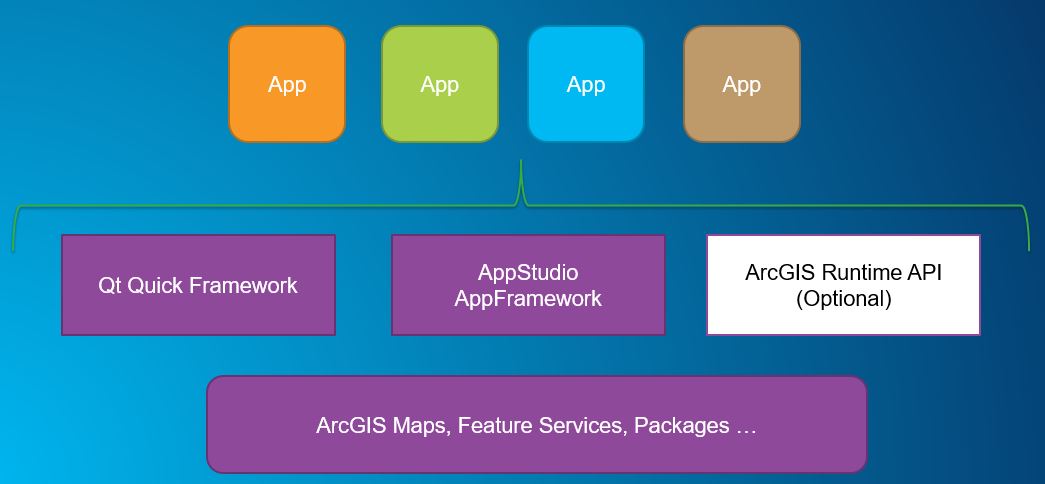 App
App
App
App
Qt Quick Framework
AppStudio
AppFramework
ArcGIS Runtime API
(Optional)
ArcGIS Maps, Feature Services, Packages …